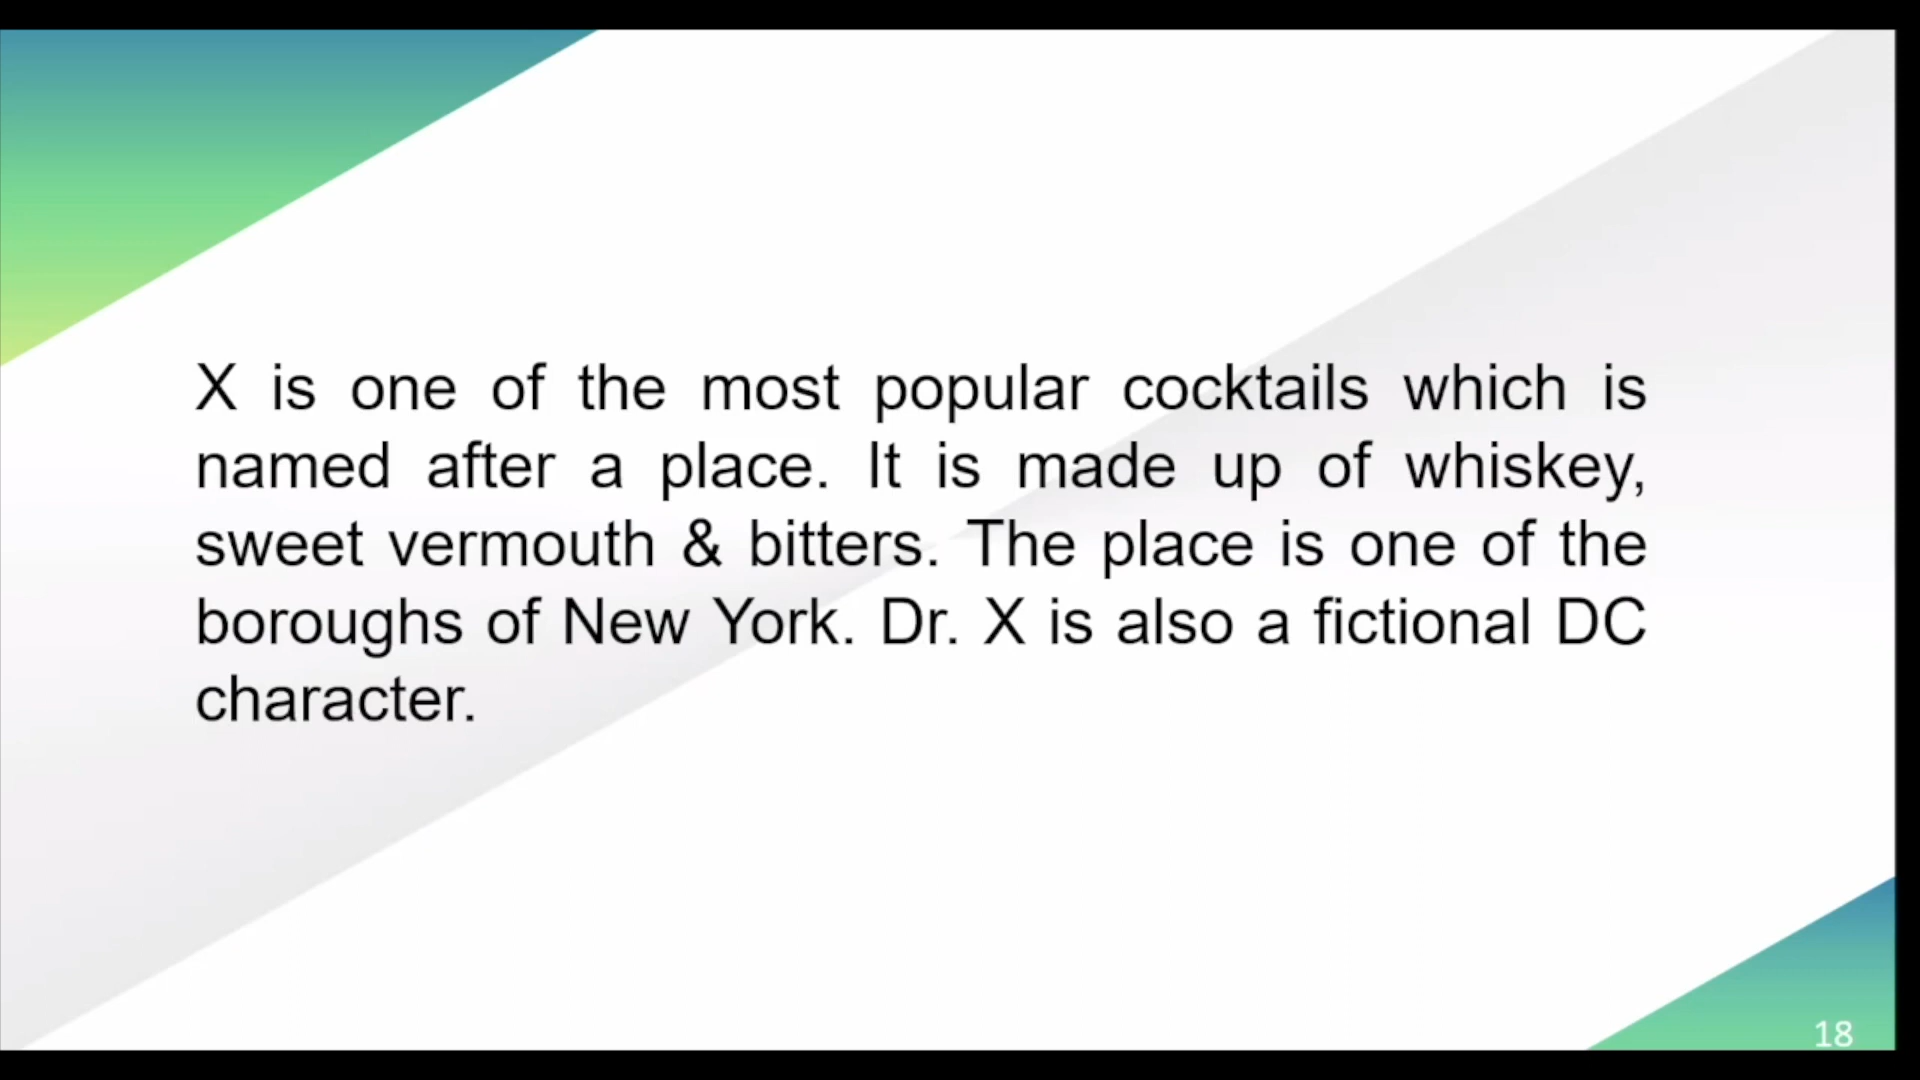 X is one of the most popular cocktails which is
named after a place. It is made up of whiskey,
sweet vermouth & bitters. The place is one of the
boroughs of New York. Dr. X is also a fictional DC
character.
18